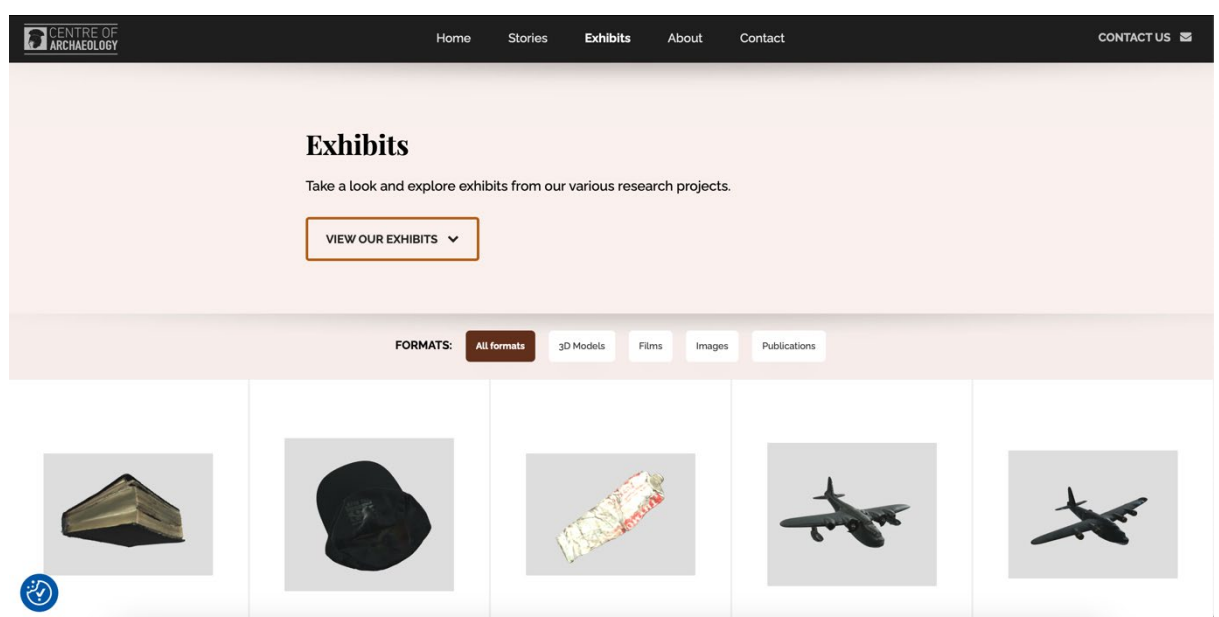 CENTRE OF
ARCHAEOLOGY
Home Stories Exhibits About Contact
CONTACT US
Exhibits
Take a look and explore exhibits from our various research projects.
VIEW OUR EXHIBITS
FORMATS: All formats 3D Models Films Images Publications